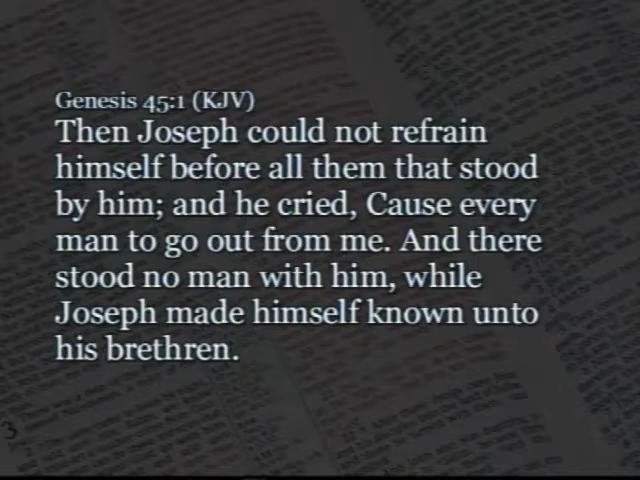 Genesis 45:1 (KJV)
Then Joseph could not refrain
himself before all them that stood
by him; and he cried, Cause every
man to go out from me. And there
stood no man with him, while
Joseph made himself known unto
his brethren.
3